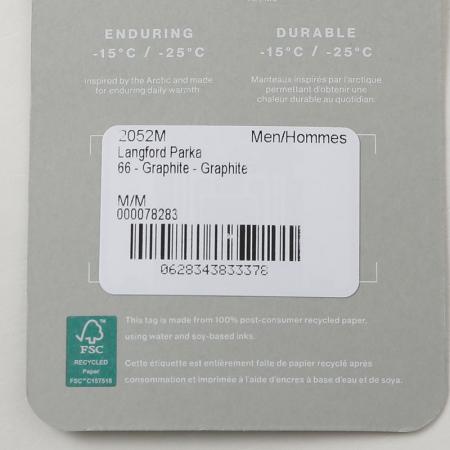 ENDURING
-15°C / -25°C
Inspired by the Arctic and made
for enduring daily warmth
DURABLE
-15°C / -25°C
Manteaux inspirés par l'arctique
permettant d'obtenir une
chaleur durable au quotidien.
2052M Men/Hommes
Langford Parka
66 - Graphite - Graphite
M/M
000078283
0628343833378
FSC
RECYCLED
Paper
FSC™ C157515
This tag is made from 100% post-consumer recycled paper,
using water and soy-based inks.
Cette étiquette est entièrement faite de papier recyclé après
consommation et imprimée à l'aide d'encres à base d'eau et de soya.